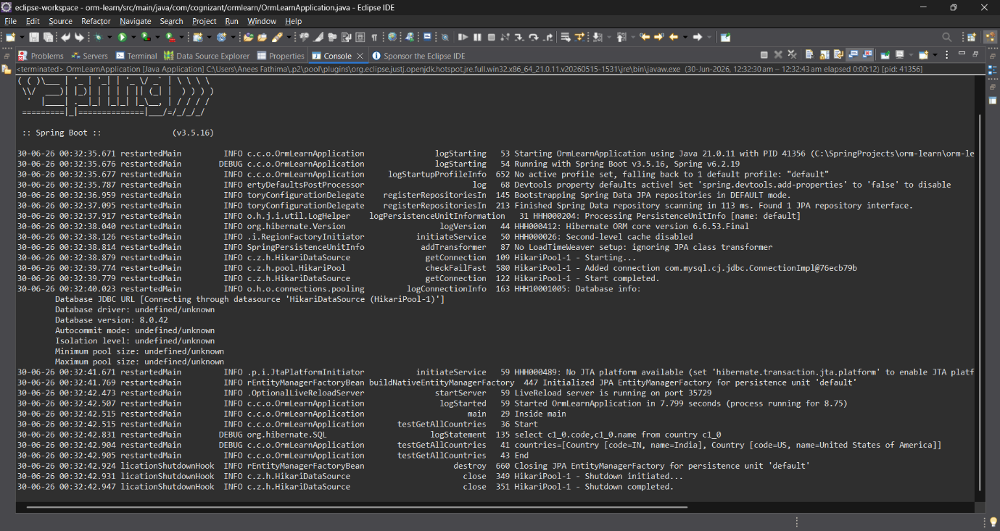 eclipse-workspace - orm-learn/src/main/java/com/cognizant/ormlearn/OrmLearnApplication.java - Eclipse IDE
File Edit Source Refactor Navigate Search Project Run Window Help
Problems Servers Terminal Data Source Explorer Properties Console Sponsor the Eclipse IDE
<terminated> OrmLearnApplication [Java Application] C:\Users\Anees Fathima\.p2\pool\plugins\org.eclipse.justj.openjdk.hotspot.jre.full.win32.x86_64_21.0.11.v20260515-1531\jre\bin\javaw.exe (30-Jun-2026, 12:32:30 am – 12:32:43 am elapsed 0:00:12) [pid: 41356]
( ( )\___ | '_ | '_| | '_ \/ _` | \ \ \ \
 \\/  ___)| |_)| | | | | || (_| |  ) ) ) )
  '  |____| .__|_| |_|_| |_\__, | / / / /
 =========|_|==============|___/=/_/_/_/
:: Spring Boot :: (v3.5.16)
30-06-26 00:32:35.671 restartedMain INFO c.c.o.OrmLearnApplication logStarting 53 Starting OrmLearnApplication using Java 21.0.11 with PID 41356 (C:\SpringProjects\orm-learn\orm-le
30-06-26 00:32:35.676 restartedMain DEBUG c.c.o.OrmLearnApplication logStarting 54 Running with Spring Boot v3.5.16, Spring v6.2.19
30-06-26 00:32:35.677 restartedMain INFO c.c.o.OrmLearnApplication logStartupProfileInfo 652 No active profile set, falling back to 1 default profile: "default"
30-06-26 00:32:35.787 restartedMain INFO ertyDefaultsPostProcessor log 68 Devtools property defaults active! Set 'spring.devtools.add-properties' to 'false' to disable
30-06-26 00:32:36.959 restartedMain INFO toryConfigurationDelegate registerRepositoriesIn 145 Bootstrapping Spring Data JPA repositories in DEFAULT mode.
30-06-26 00:32:37.095 restartedMain INFO toryConfigurationDelegate registerRepositoriesIn 213 Finished Spring Data repository scanning in 113 ms. Found 1 JPA repository interface.
30-06-26 00:32:37.917 restartedMain INFO o.h.j.i.util.LogHelper logPersistenceUnitInformation 31 HHH000204: Processing PersistenceUnitInfo [name: default]
30-06-26 00:32:38.040 restartedMain INFO org.hibernate.Version logVersion 44 HHH000412: Hibernate ORM core version 6.6.53.Final
30-06-26 00:32:38.126 restartedMain INFO .i.RegionFactoryInitiator initiateService 50 HHH000026: Second-level cache disabled
30-06-26 00:32:38.814 restartedMain INFO SpringPersistenceUnitInfo addTransformer 87 No LoadTimeWeaver setup: ignoring JPA class transformer
30-06-26 00:32:38.879 restartedMain INFO c.z.h.HikariDataSource getConnection 109 HikariPool-1 - Starting...
30-06-26 00:32:39.774 restartedMain INFO c.z.h.pool.HikariPool checkFailFast 580 HikariPool-1 - Added connection com.mysql.cj.jdbc.ConnectionImpl@76ecb79b
30-06-26 00:32:39.779 restartedMain INFO c.z.h.HikariDataSource getConnection 122 HikariPool-1 - Start completed.
30-06-26 00:32:40.023 restartedMain INFO o.h.o.connections.pooling logConnectionInfo 163 HHH10001005: Database info:
Database JDBC URL [Connecting through datasource 'HikariDataSource (HikariPool-1)']
Database driver: undefined/unknown
Database version: 8.0.42
Autocommit mode: undefined/unknown
Isolation level: undefined/unknown
Minimum pool size: undefined/unknown
Maximum pool size: undefined/unknown
30-06-26 00:32:41.671 restartedMain INFO .p.i.JtaPlatformInitiator initiateService 59 HHH000489: No JTA platform available (set 'hibernate.transaction.jta.platform' to enable JTA platf
30-06-26 00:32:41.769 restartedMain INFO rEntityManagerFactoryBean buildNativeEntityManagerFactory 447 Initialized JPA EntityManagerFactory for persistence unit 'default'
30-06-26 00:32:42.473 restartedMain INFO .OptionalLiveReloadServer startServer 59 LiveReload server is running on port 35729
30-06-26 00:32:42.507 restartedMain INFO c.c.o.OrmLearnApplication logStarted 59 Started OrmLearnApplication in 7.799 seconds (process running for 8.75)
30-06-26 00:32:42.515 restartedMain INFO c.c.o.OrmLearnApplication main 29 Inside main
30-06-26 00:32:42.515 restartedMain INFO c.c.o.OrmLearnApplication testGetAllCountries 36 Start
30-06-26 00:32:42.831 restartedMain DEBUG org.hibernate.SQL logStatement 135 select c1_0.code,c1_0.name from country c1_0
30-06-26 00:32:42.904 restartedMain DEBUG c.c.o.OrmLearnApplication testGetAllCountries 41 countries=[Country [code=IN, name=India], Country [code=US, name=United States of America]]
30-06-26 00:32:42.905 restartedMain INFO c.c.o.OrmLearnApplication testGetAllCountries 43 End
30-06-26 00:32:42.924 licationShutdownHook INFO rEntityManagerFactoryBean destroy 660 Closing JPA EntityManagerFactory for persistence unit 'default'
30-06-26 00:32:42.931 licationShutdownHook INFO c.z.h.HikariDataSource close 349 HikariPool-1 - Shutdown initiated...
30-06-26 00:32:42.947 licationShutdownHook INFO c.z.h.HikariDataSource close 351 HikariPool-1 - Shutdown completed.